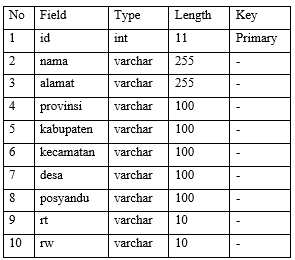 No Field Type Length Key
1 id int 11 Primary
2 nama varchar 255 -
3 alamat varchar 255 -
4 provinsi varchar 100 -
5 kabupaten varchar 100 -
6 kecamatan varchar 100 -
7 desa varchar 100 -
8 posyandu varchar 100 -
9 rt varchar 10 -
10 rw varchar 10 -